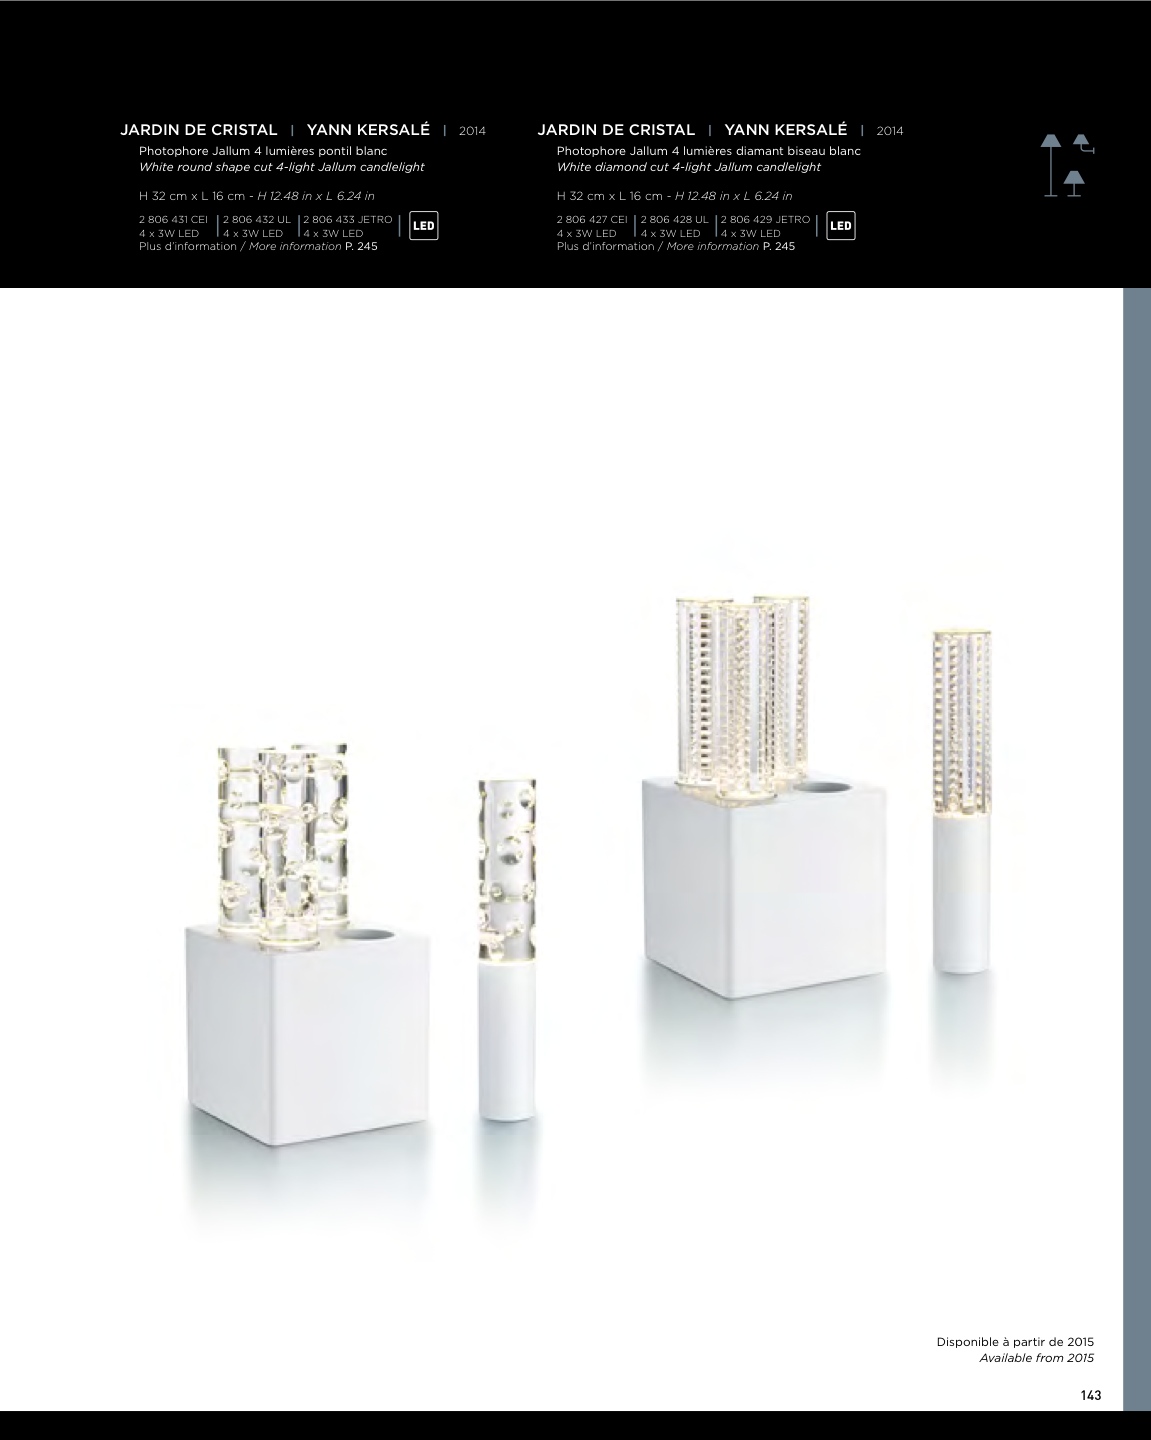 JARDIN DE CRISTAL | YANN KERSALÉ | 2014
Photophore Jallum 4 lumières pontil blanc
White round shape cut 4-light Jallum candlelight
H 32 cm x L 16 cm - H 12.48 in x L 6.24 in
2 806 431 CEI | 2 806 432 UL | 2 806 433 JETRO |
4 x 3W LED | 4 x 3W LED | 4 x 3W LED |
LED
Plus d'information / More information P. 245
JARDIN DE CRISTAL | YANN KERSALÉ | 2014
Photophore Jallum 4 lumières diamant biseau blanc
White diamond cut 4-light Jallum candlelight
H 32 cm x L 16 cm - H 12.48 in x L 6.24 in
2 806 427 CEI | 2 806 428 UL | 2 806 429 JETRO |
4 x 3W LED | 4 x 3W LED | 4 x 3W LED |
LED
Plus d'information / More information P. 245
Disponible à partir de 2015
Available from 2015
143